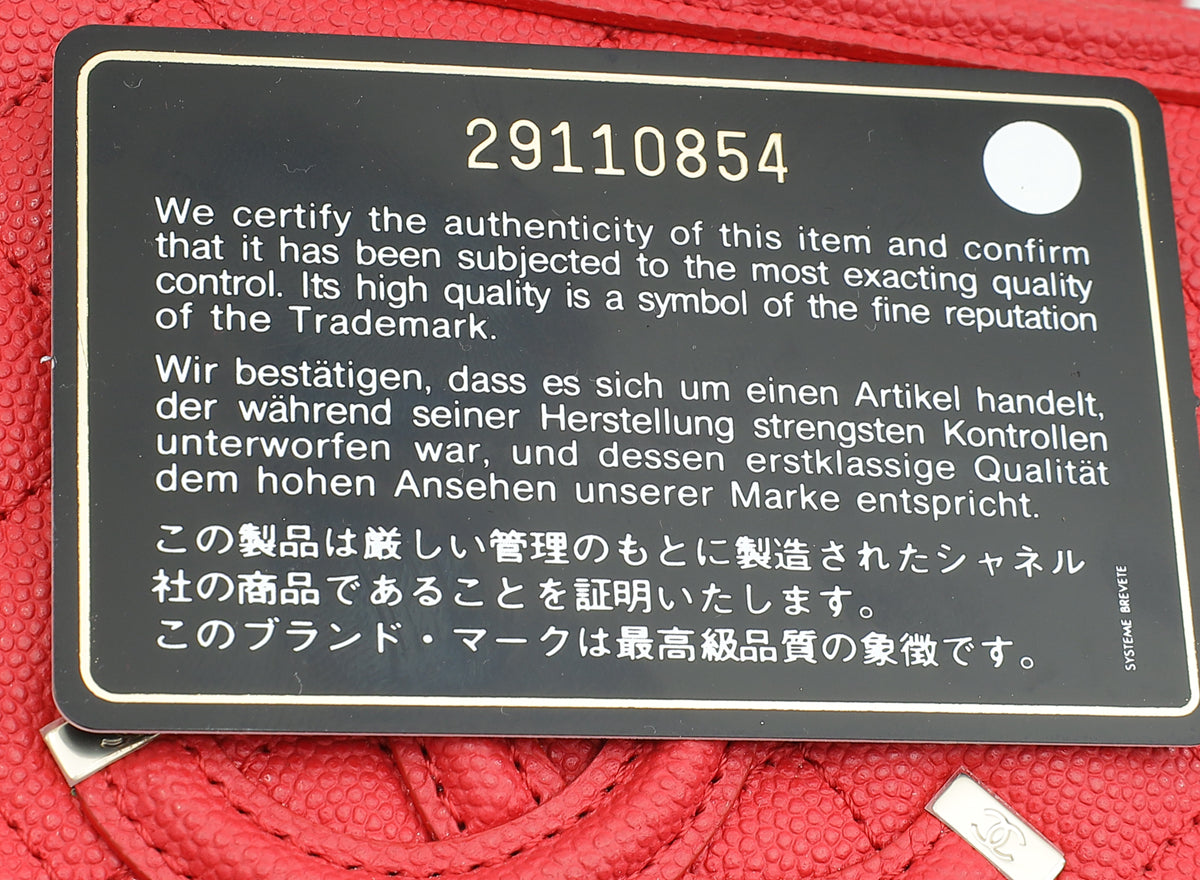 29110854
We certify the authenticity of this item and confirm
that it has been subjected to the most exacting quality
control. Its high quality is a symbol of the fine reputation
of the Trademark.
Wir bestätigen, dass es sich um einen Artikel handelt,
der während seiner Herstellung strengsten Kontrollen
unterworfen war, und dessen erstklassige Qualität
dem hohen Ansehen unserer Marke entspricht.
この製品は厳しい管理のもとに製造されたシャネル
社の商品であることを証明いたします。
このブランド・マークは最高級品質の象徴です。
SYSTEME BREVETE